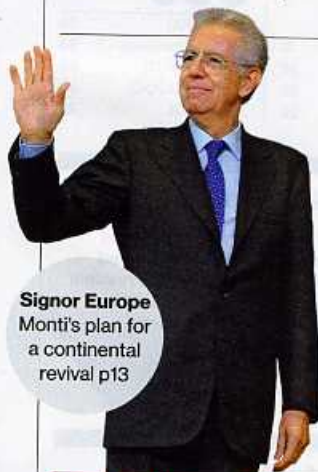 Signor Europe
Monti's plan for
a continental
revival p13